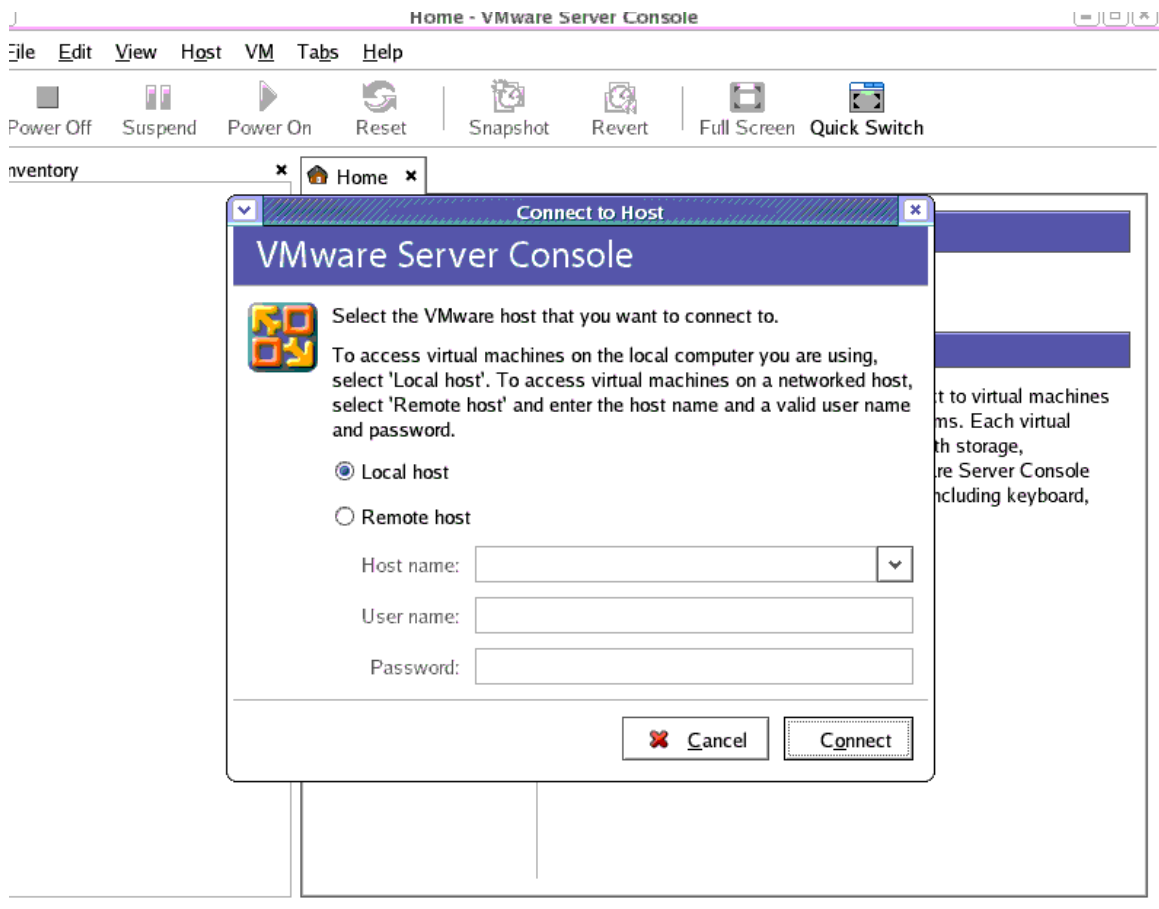 Home - VMware Server Console
File Edit View Host VM Tabs Help
Power Off Suspend Power On Reset Snapshot Revert Full Screen Quick Switch
nventory
Home
Connect to Host
VMware Server Console
Select the VMware host that you want to connect to.
To access virtual machines on the local computer you are using,
select 'Local host'. To access virtual machines on a networked host,
select 'Remote host' and enter the host name and a valid user name
and password.
Local host
Remote host
Host name:
User name:
Password:
Cancel Connect
t to virtual machines
ms. Each virtual
th storage,
re Server Console
ncluding keyboard,